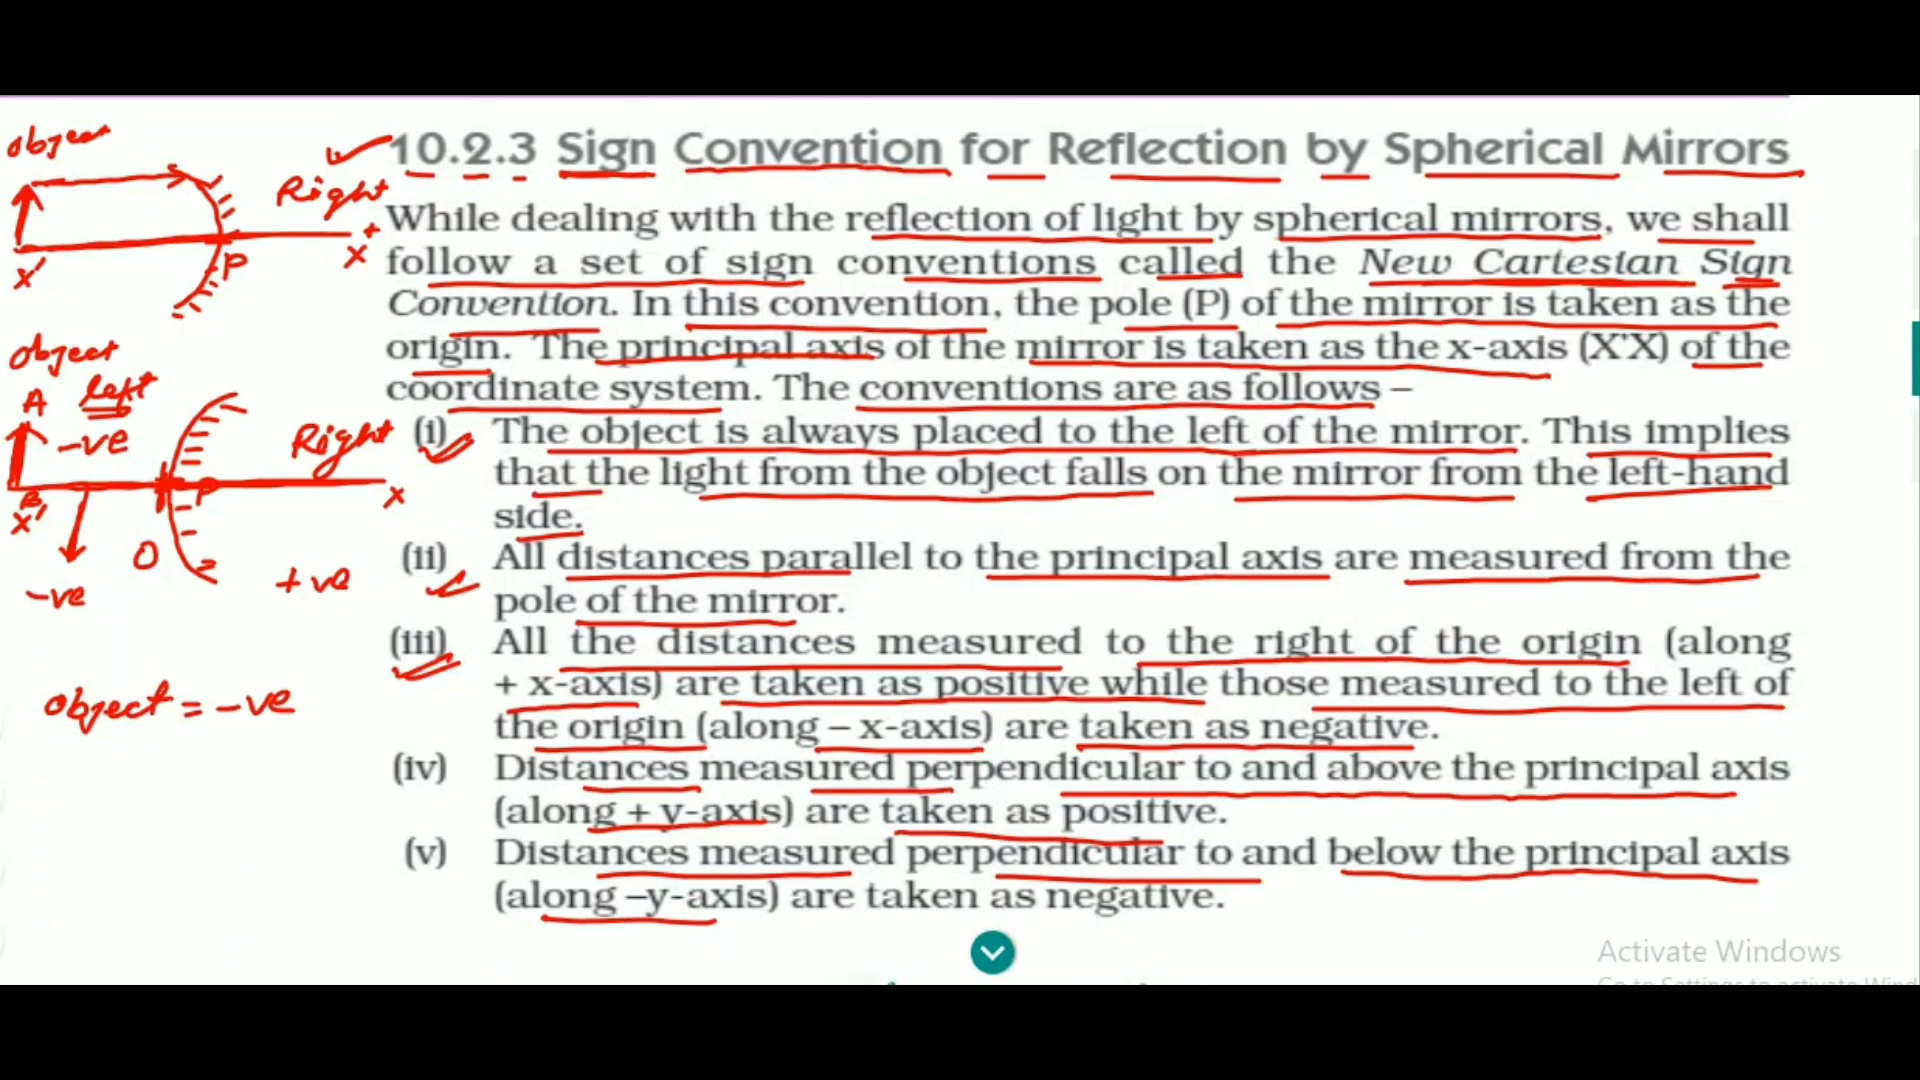 object
Right
X'
P
X
object
A
left
-ve
Right
B
X'
P
X
O
-ve
+ve
object = -ve
10.2.3 Sign Convention for Reflection by Spherical Mirrors
While dealing with the reflection of light by spherical mirrors, we shall
follow a set of sign conventions called the New Cartesian Sign
Convention. In this convention, the pole (P) of the mirror is taken as the
origin. The principal axis of the mirror is taken as the x-axis (X'X) of the
coordinate system. The conventions are as follows –
(i) The object is always placed to the left of the mirror. This implies
that the light from the object falls on the mirror from the left-hand
side.
(ii) All distances parallel to the principal axis are measured from the
pole of the mirror.
(iii) All the distances measured to the right of the origin (along
+ x-axis) are taken as positive while those measured to the left of
the origin (along – x-axis) are taken as negative.
(iv) Distances measured perpendicular to and above the principal axis
(along + y-axis) are taken as positive.
(v) Distances measured perpendicular to and below the principal axis
(along –y-axis) are taken as negative.
Activate Windows